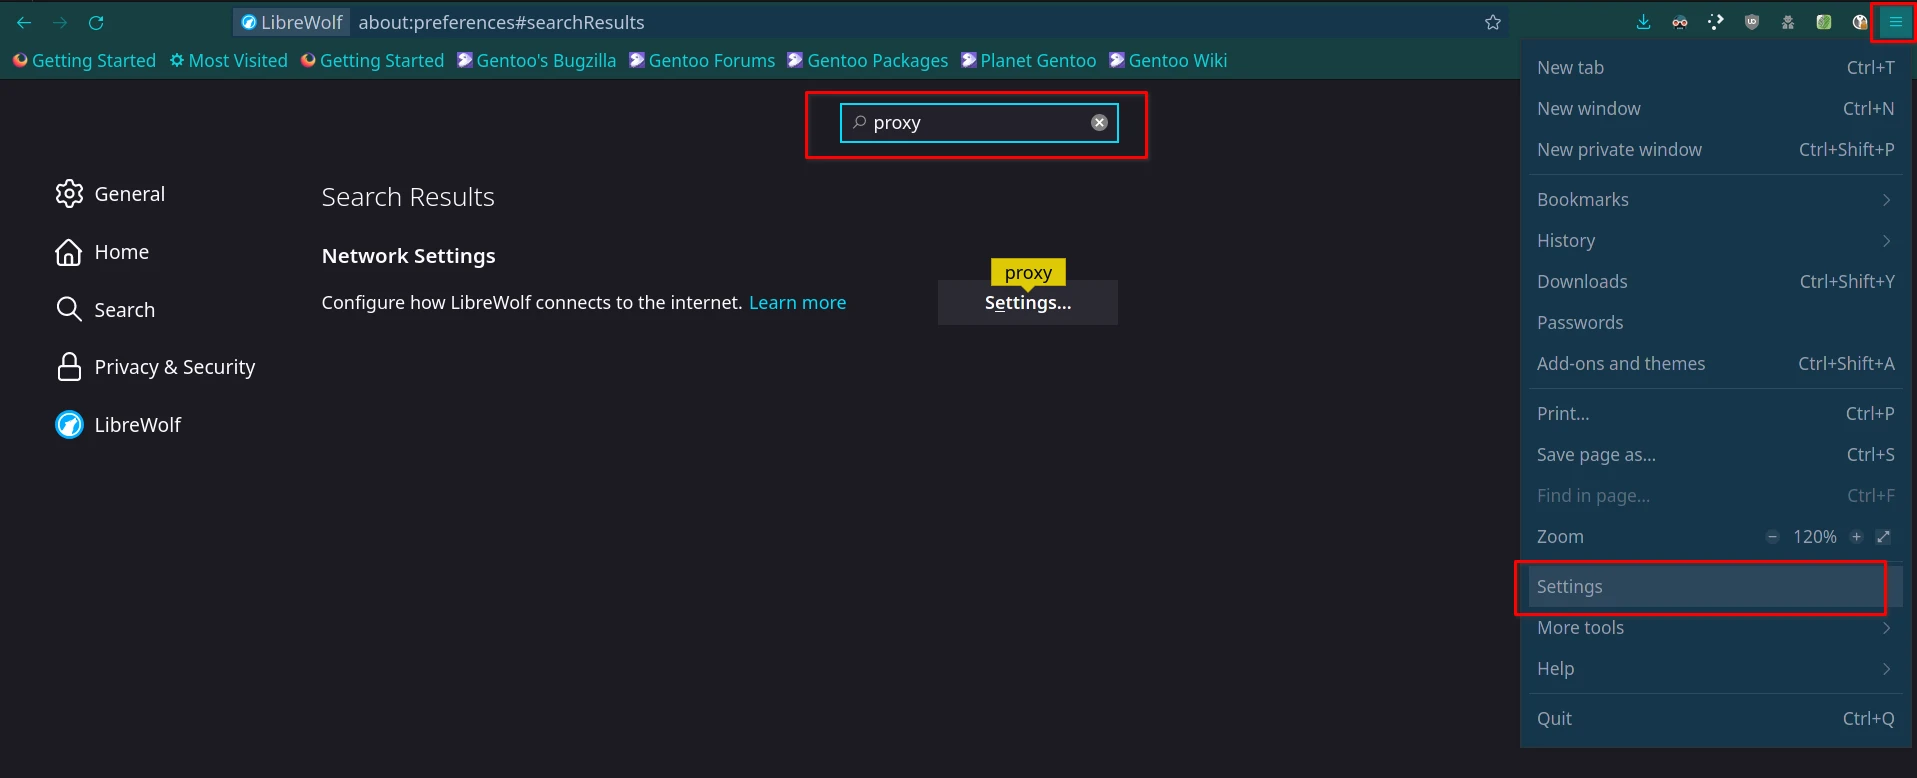 LibreWolf about:preferences#searchResults
Getting Started Most Visited Getting Started Gentoo's Bugzilla Gentoo Forums Gentoo Packages Planet Gentoo Gentoo Wiki
proxy
General
Home
Search
Privacy & Security
LibreWolf
Search Results
Network Settings
Configure how LibreWolf connects to the internet. Learn more
proxy
Settings...
New tab Ctrl+T
New window Ctrl+N
New private window Ctrl+Shift+P
Bookmarks
History
Downloads Ctrl+Shift+Y
Passwords
Add-ons and themes Ctrl+Shift+A
Print... Ctrl+P
Save page as... Ctrl+S
Find in page... Ctrl+F
Zoom 120%
Settings
More tools
Help
Quit Ctrl+Q